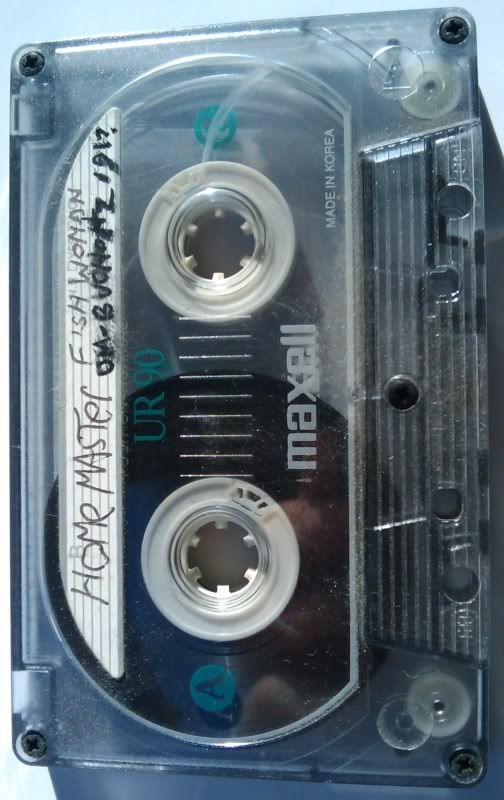 B HOMe MASTer FISH WOMAN
UR 90
maxell
MADE IN KOREA
A